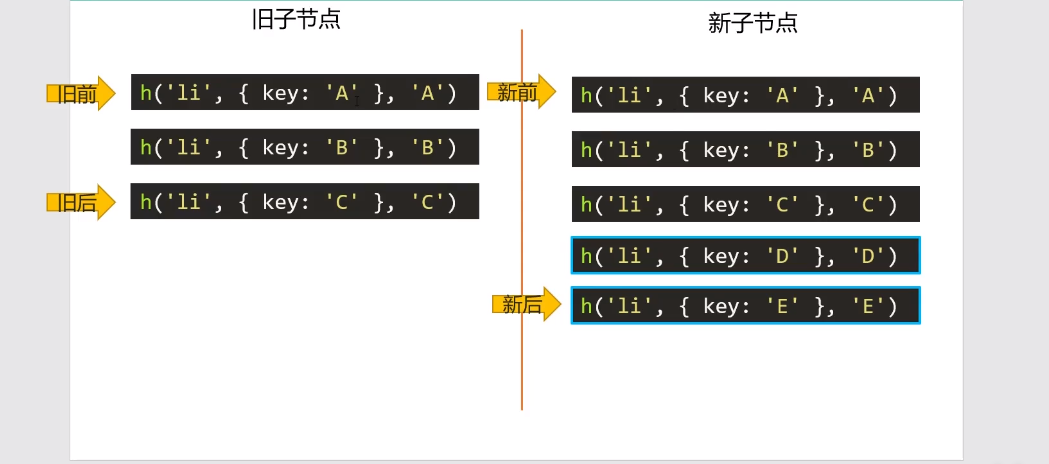 旧子节点
新子节点
旧前
h('li', { key: 'A' }, 'A')
新前
h('li', { key: 'A' }, 'A')
h('li', { key: 'B' }, 'B')
h('li', { key: 'B' }, 'B')
旧后
h('li', { key: 'C' }, 'C')
h('li', { key: 'C' }, 'C')
h('li', { key: 'D' }, 'D')
新后
h('li', { key: 'E' }, 'E')